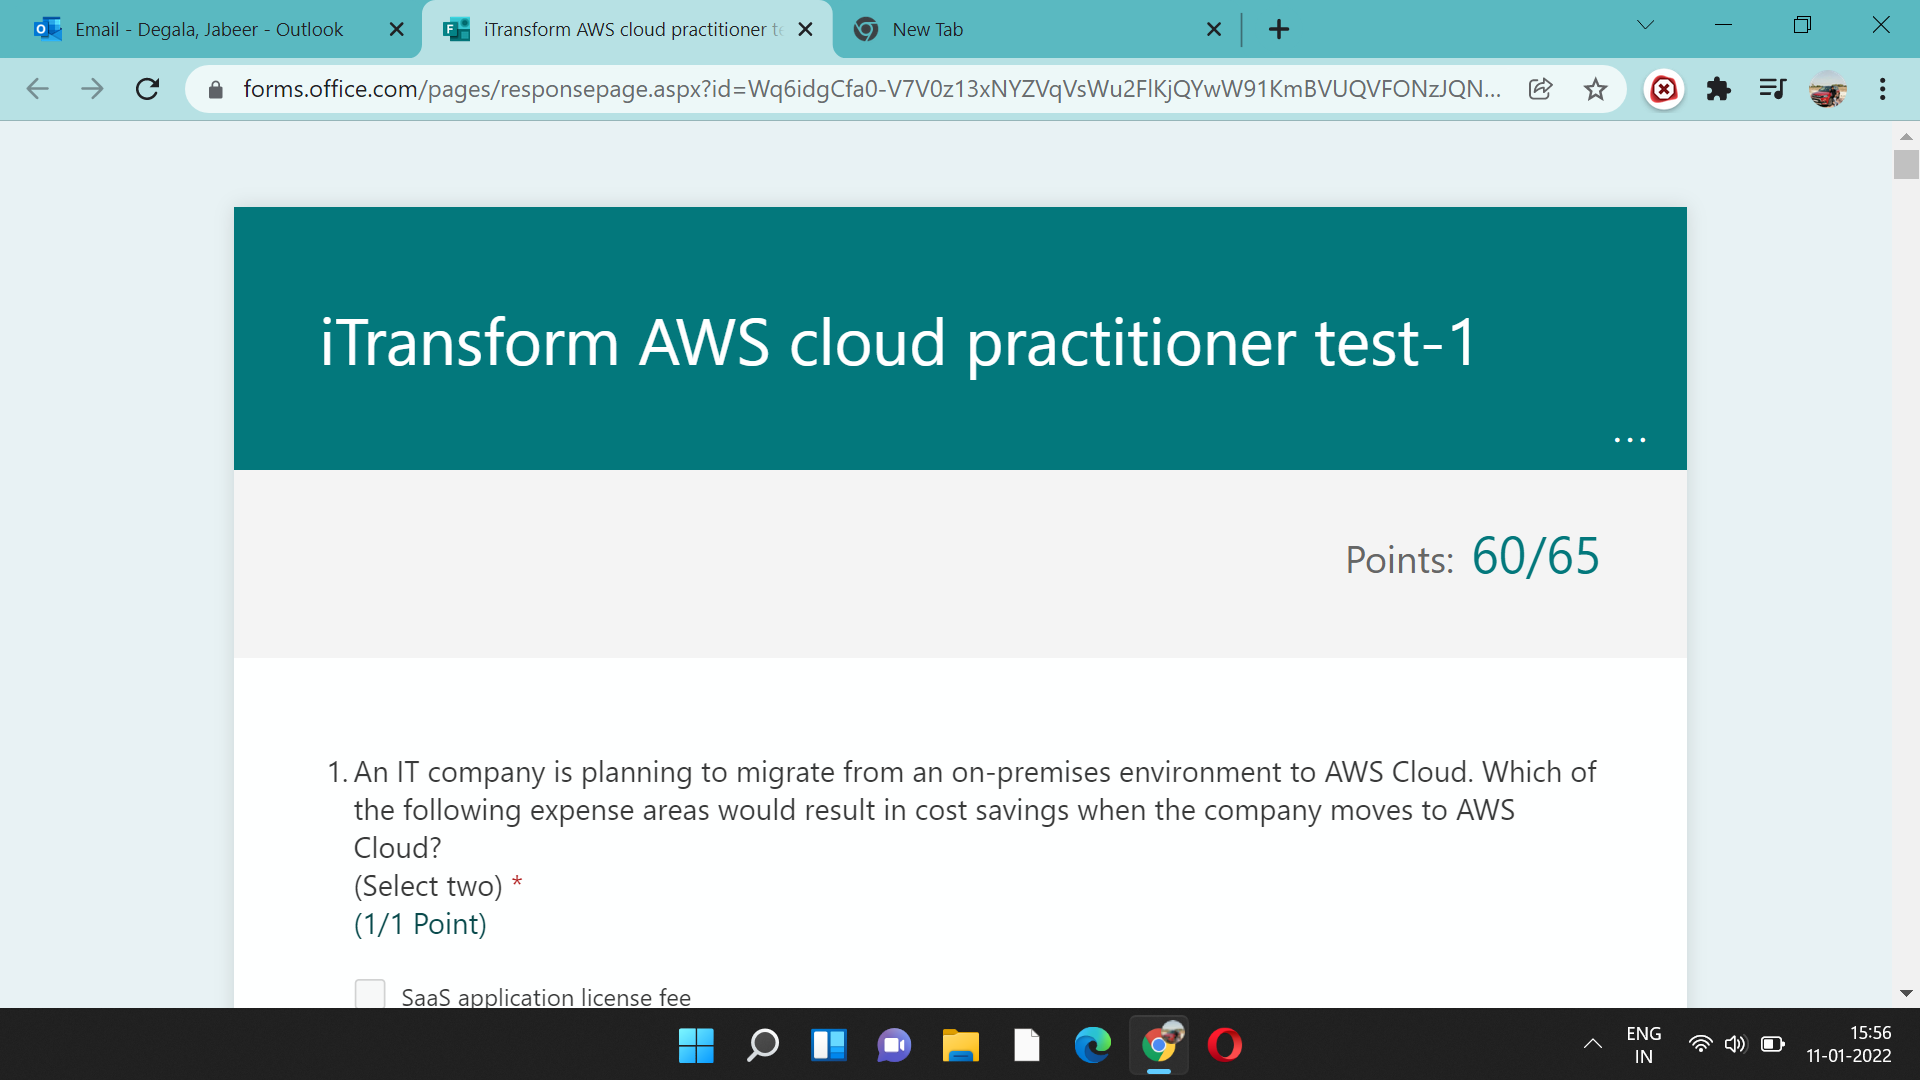 Email - Degala, Jabeer - Outlook
iTransform AWS cloud practitioner te
New Tab
forms.office.com/pages/responsepage.aspx?id=Wq6idgCfa0-V7V0z13xNYZVqVsWu2FlKjQYwW91KmBVUQVFONzJQN...
iTransform AWS cloud practitioner test-1
...
Points: 60/65
1. An IT company is planning to migrate from an on-premises environment to AWS Cloud. Which of
the following expense areas would result in cost savings when the company moves to AWS
Cloud?
(Select two) *
(1/1 Point)
SaaS application license fee
ENG
IN
15:56
11-01-2022